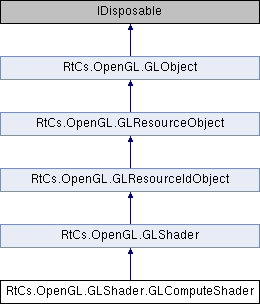 IDisposable
RtCs.OpenGL.GLObject
RtCs.OpenGL.GLResourceObject
RtCs.OpenGL.GLResourceIdObject
RtCs.OpenGL.GLShader
RtCs.OpenGL.GLShader.GLComputeShader